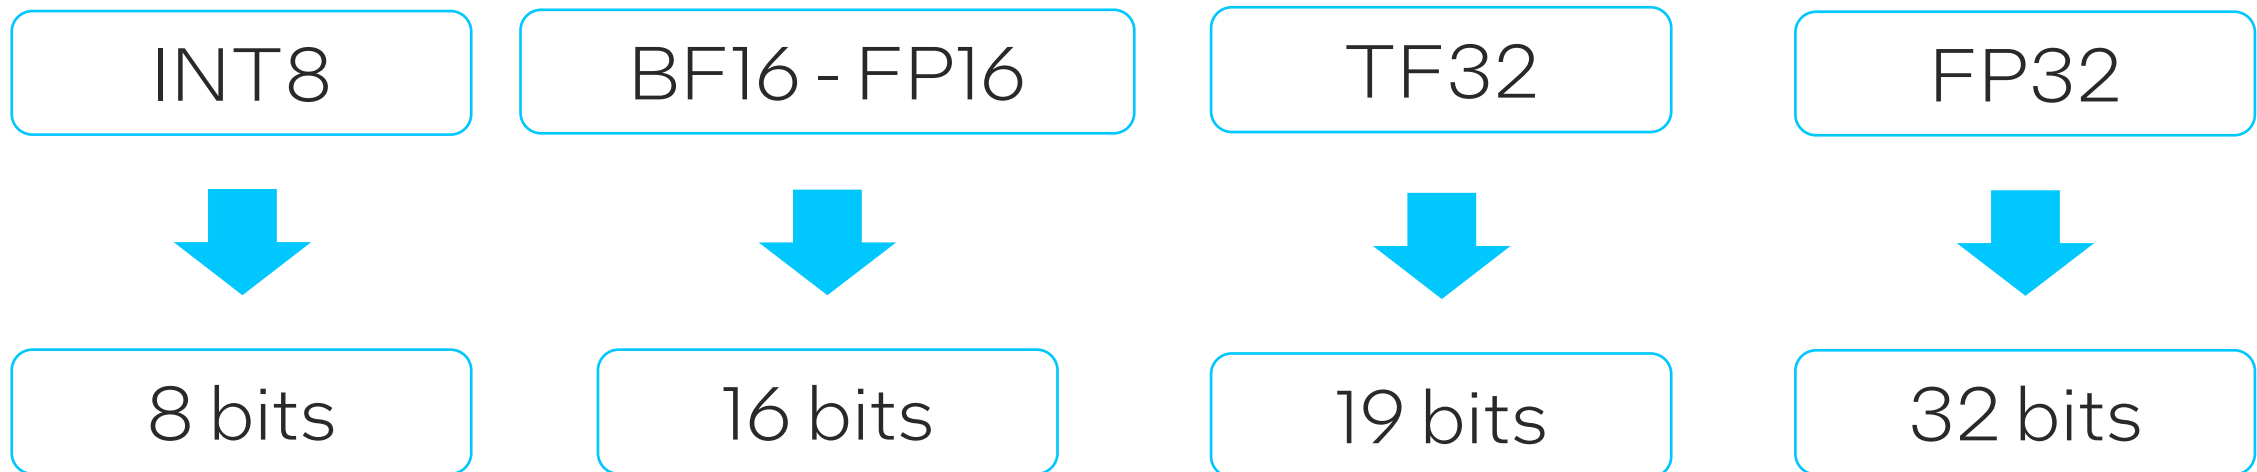 INT8
BF16 - FP16
TF32
FP32
8 bits
16 bits
19 bits
32 bits